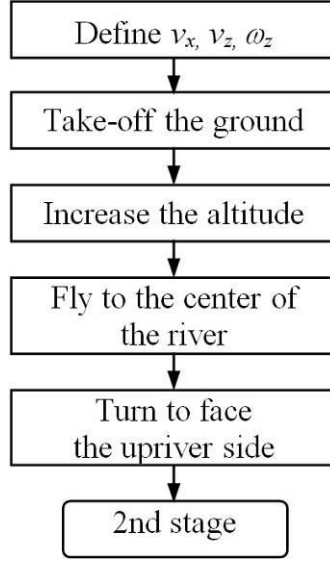 Define vx, vz, ωz
Take-off the ground
Increase the altitude
Fly to the center of
the river
Turn to face
the upriver side
2nd stage